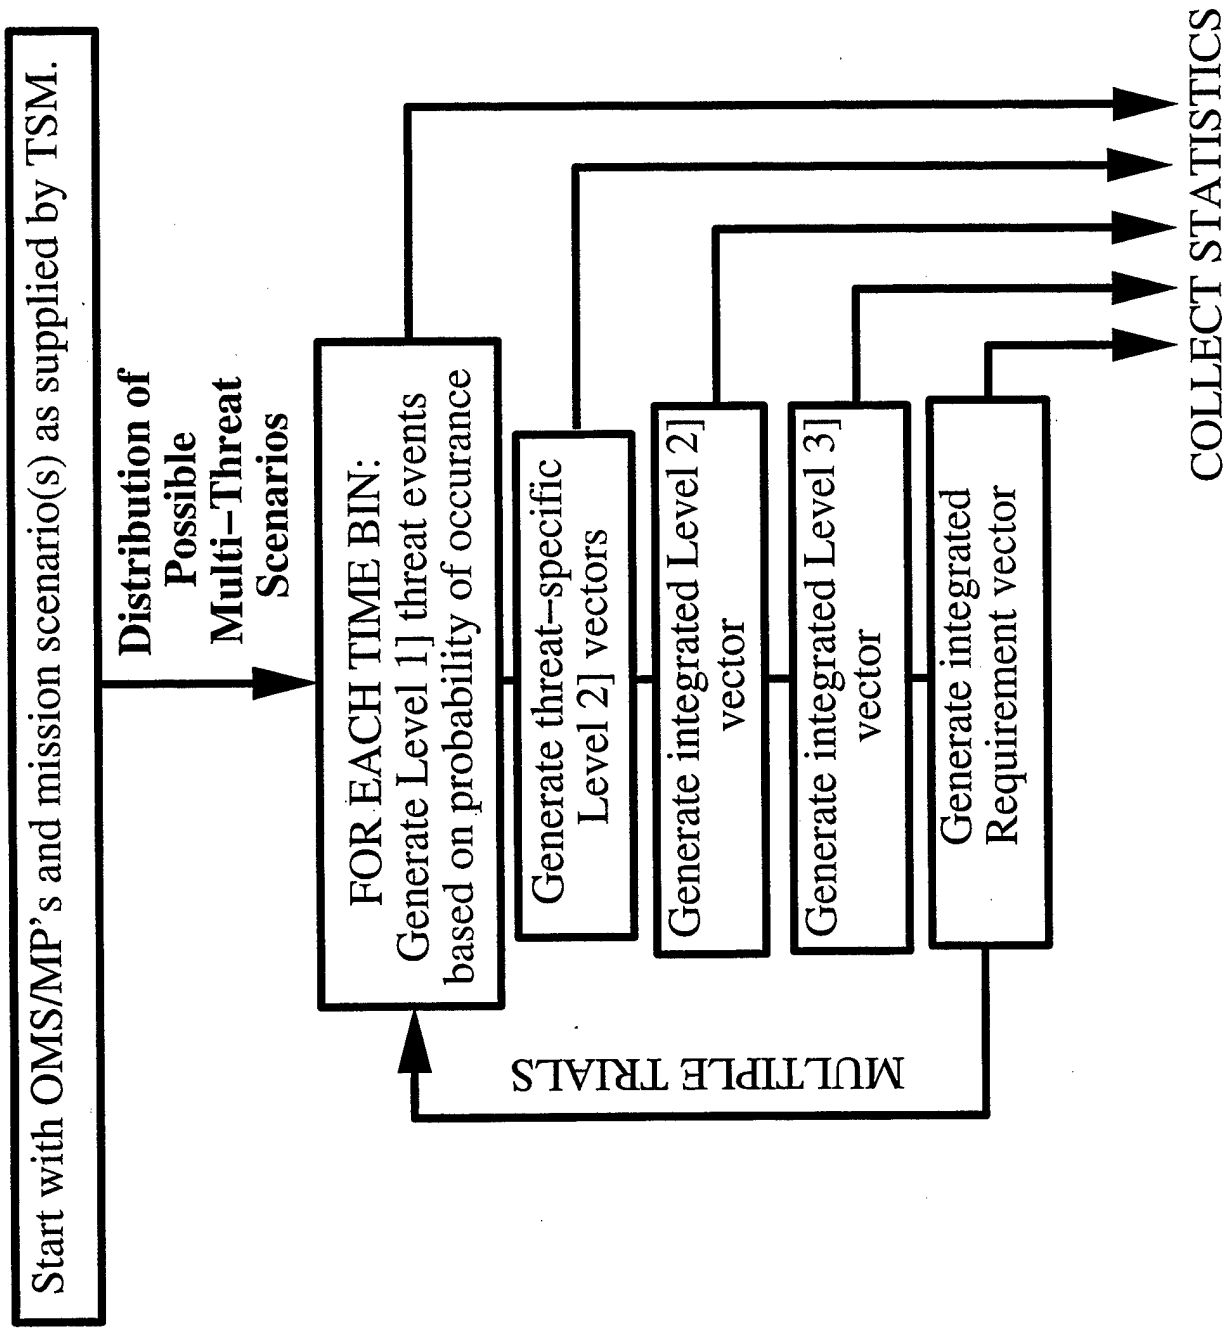 Start with OMS/MP's and mission scenario(s) as supplied by TSM.
Distribution of
Possible
Multi–Threat
Scenarios
FOR EACH TIME BIN:
Generate Level 1] threat events
based on probability of occurance
Generate threat–specific
Level 2] vectors
Generate integrated Level 2]
vector
Generate integrated Level 3]
vector
Generate integrated
Requirement vector
MULTIPLE TRIALS
COLLECT STATISTICS